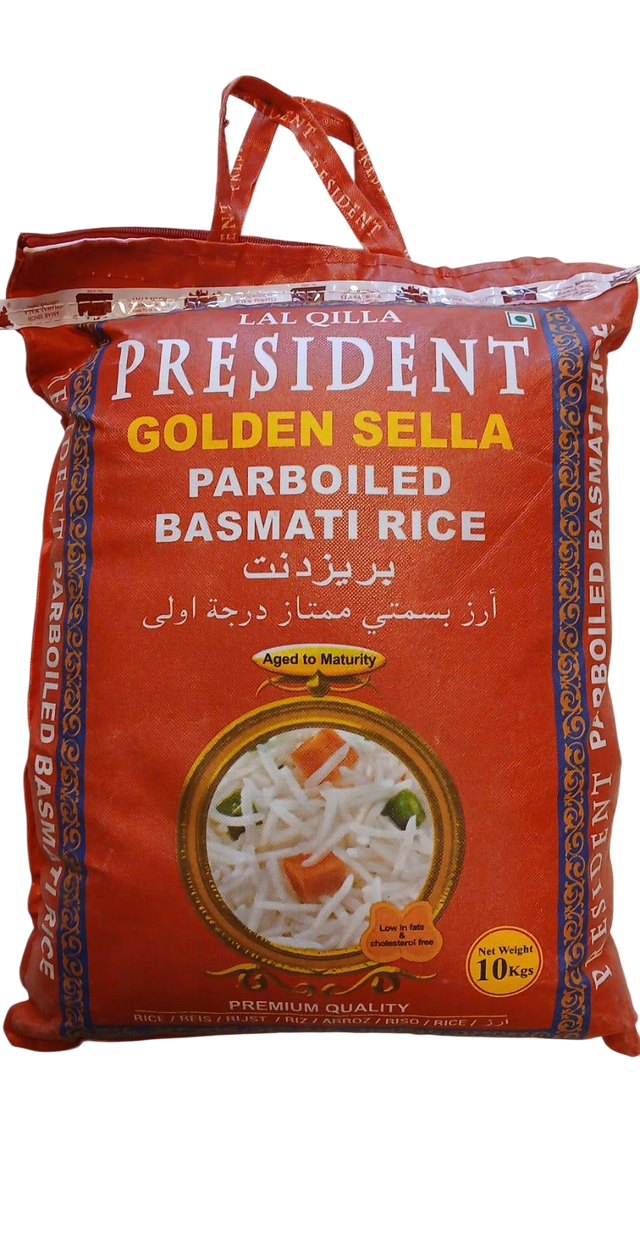 LAL QILLA
PRESIDENT
GOLDEN SELLA
PARBOILED
BASMATI RICE
بريزدنت
أرز بسمتي ممتاز درجة اولى
Aged to Maturity
Low in fats
&
cholesterol free
Net Weight
10Kgs
PREMIUM QUALITY
RICE / REIS / RIJST / RIZ / ARROZ / RISO / RICE / ارز
PRESIDENT PARBOILED BASMATI RICE
DENT PARBOILED BASMATI RICE
PRESIDENT
PRESIDENT